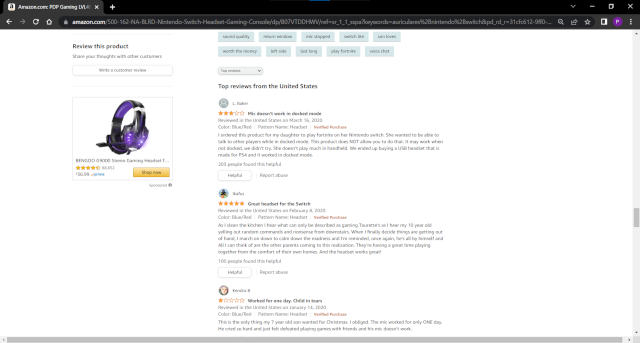 Amazon.com: PDP Gaming LVL4
amazon.com/500-162-NA-BLRD-Nintendo-Switch-Headset-Gaming-Console/dp/B07VTDDHWV/ref=sr_1_1_sspa?keywords=auriculares%2Bnintendo%2Bswitch&pd_rd_r=31cfc612-9f0-...
Review this product
Share your thoughts with other customers
Write a customer review
sound quality
return window
mic stopped
switch lite
son loves
worth the money
left side
last long
play fortnite
voice chat
Top reviews
Top reviews from the United States
L. Baker
Mic doesn't work in docked mode
Reviewed in the United States on March 16, 2020
Color: Blue/Red Pattern Name: Headset Verified Purchase
I ordered this product for my daughter to play fortnite on her Nintendo switch. She wanted to be able to
talk to other players while in docked mode. This product does NOT allow you to do that. It may work when
not docked, we didn't try. She doesn't play much in handheld. We ended up buying a USB headset that is
made for PS4 and it worked in docked mode.
203 people found this helpful
Helpful
Report abuse
Rufus
Great headset for the Switch
Reviewed in the United States on February 8, 2020
Color: Blue/Red Pattern Name: Headset Verified Purchase
As I clean the kitchen I hear what can only be described as gaming Tourette's as I hear my 10 year old
yelling out random commands and nonsense from downstairs. When I finally decide things are getting out
of hand, I march on down to calm down the madness and I'm reminded, once again, he's all by himself and
All I can think of are the other parents coming to this realization. They're having a great time playing
together from the comfort of their own homes. And the headset works great!
100 people found this helpful
Helpful
Report abuse
Kendra B
Worked for one day. Child in tears
Reviewed in the United States on January 13, 2020
Color: Blue/Red Pattern Name: Headset Verified Purchase
This is the only thing my 7 year old son wanted for Christmas. I obliged. The mic worked for only ONE day.
He cried so hard and just felt defeated playing games with friends and his mic doesn't work.
BENGOO G9000 Stereo Gaming Headset f...
Shop now
Sponsored